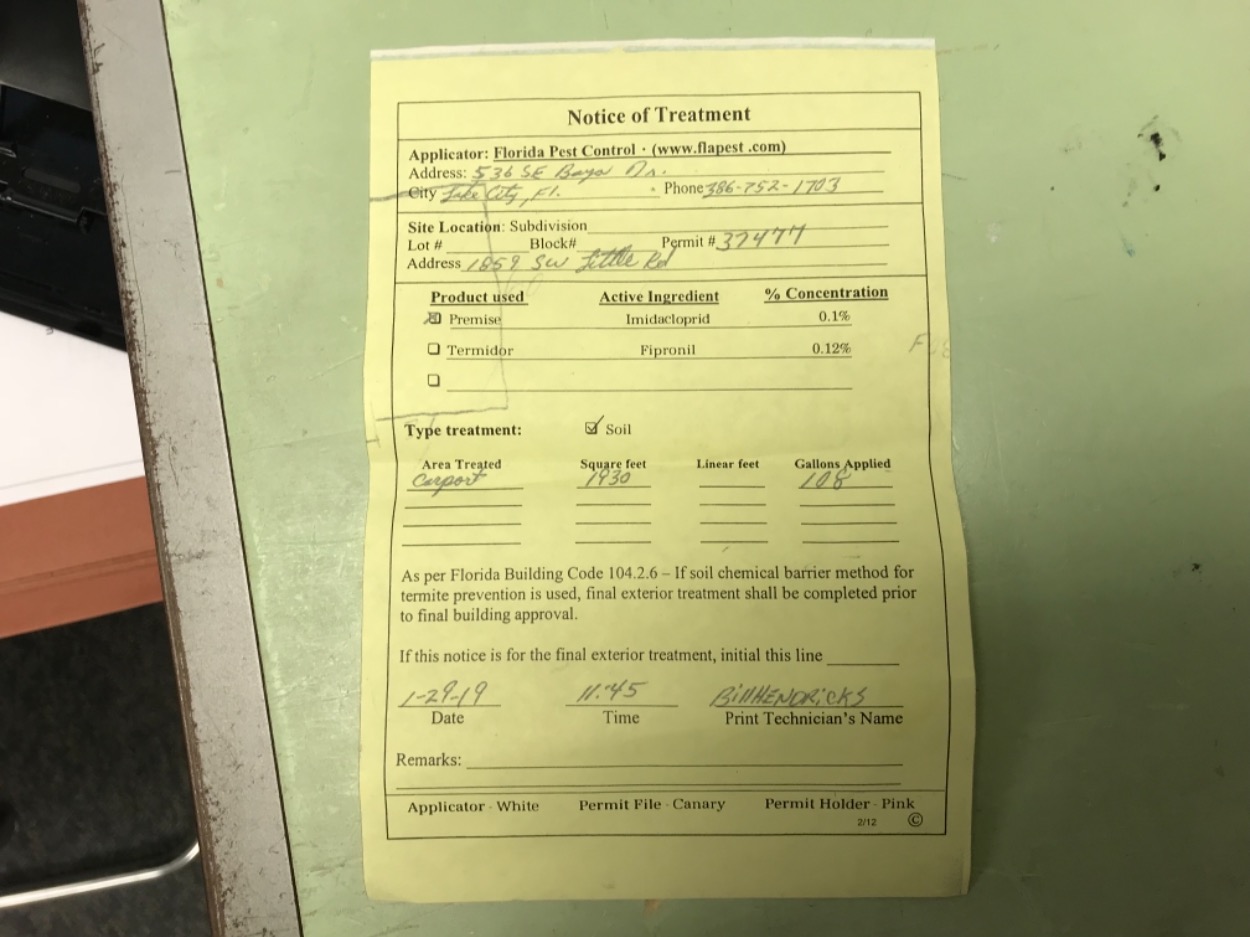 Notice of Treatment
Applicator: Florida Pest Control · (www.flapest .com)
Address: 536 SE Baya Dr.
City Lake City, Fl. Phone 386-752-1703
Site Location: Subdivision
Lot # Block# Permit # 37477
Address 1859 SW Little Rd
Product used Active Ingredient % Concentration
Premise Imidacloprid 0.1%
Termidor Fipronil 0.12%
Type treatment: Soil
Area Treated Square feet Linear feet Gallons Applied
Carport 1930 108
As per Florida Building Code 104.2.6 – If soil chemical barrier method for
termite prevention is used, final exterior treatment shall be completed prior
to final building approval.
If this notice is for the final exterior treatment, initial this line
1-29-19 11:45 Bill HENDRICKS
Date Time Print Technician's Name
Remarks:
Applicator - White Permit File - Canary Permit Holder - Pink
2/12 ©